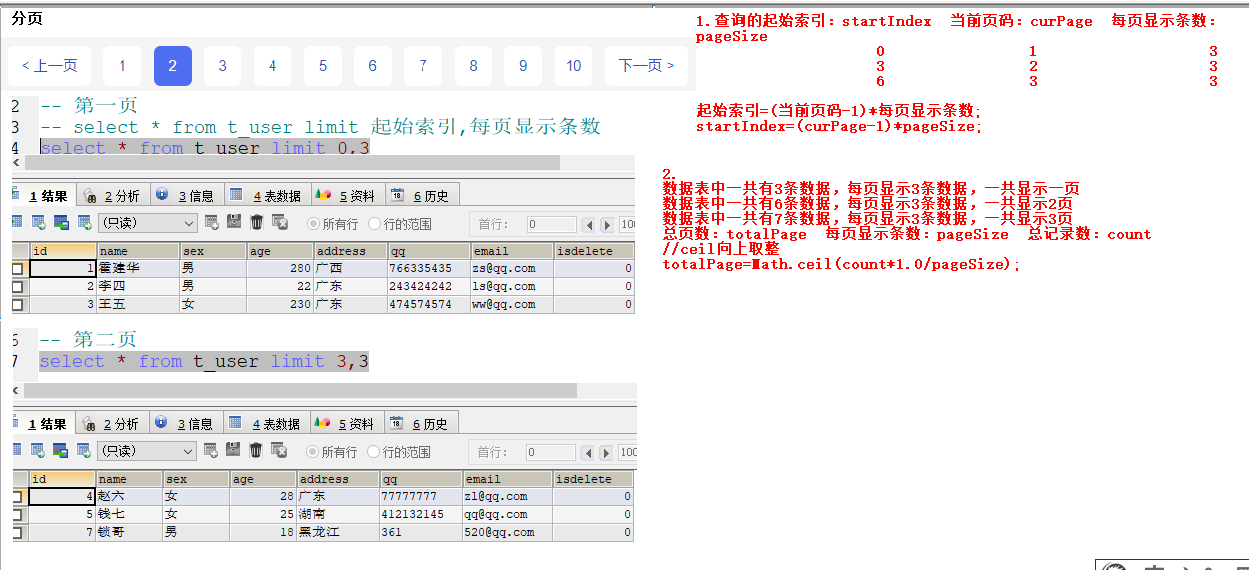 分页
< 上一页 1 2 3 4 5 6 7 8 9 10 下一页 >
2 -- 第一页
3 -- select * from t_user limit 起始索引,每页显示条数
4 select * from t_user limit 0,3
1 结果 2 分析 3 信息 4 表数据 5 资料 6 历史
(只读) 所有行 行的范围 首行: 0
id name sex age address qq email isdelete
1 霍建华 男 280 广西 766335435 zs@qq.com 0
2 李四 男 22 广东 243424242 ls@qq.com 0
3 王五 女 230 广东 474574574 ww@qq.com 0
6 -- 第二页
7 select * from t_user limit 3,3
1 结果 2 分析 3 信息 4 表数据 5 资料 6 历史
(只读) 所有行 行的范围 首行: 0
id name sex age address qq email isdelete
4 赵六 女 28 广东 77777777 zl@qq.com 0
5 钱七 女 25 湖南 412132145 qq@qq.com 0
7 锁哥 男 18 黑龙江 361 520@qq.com 0
1.查询的起始索引：startIndex 当前页码：curPage 每页显示条数：
pageSize
0 1 3
3 2 3
6 3 3
起始索引=(当前页码-1)*每页显示条数;
startIndex=(curPage-1)*pageSize;
2.
数据表中一共有3条数据，每页显示3条数据，一共显示一页
数据表中一共有6条数据，每页显示3条数据，一共显示2页
数据表中一共有7条数据，每页显示3条数据，一共显示3页
总页数：totalPage 每页显示条数：pageSize 总记录数：count
//ceil向上取整
totalPage=Math.ceil(count*1.0/pageSize);